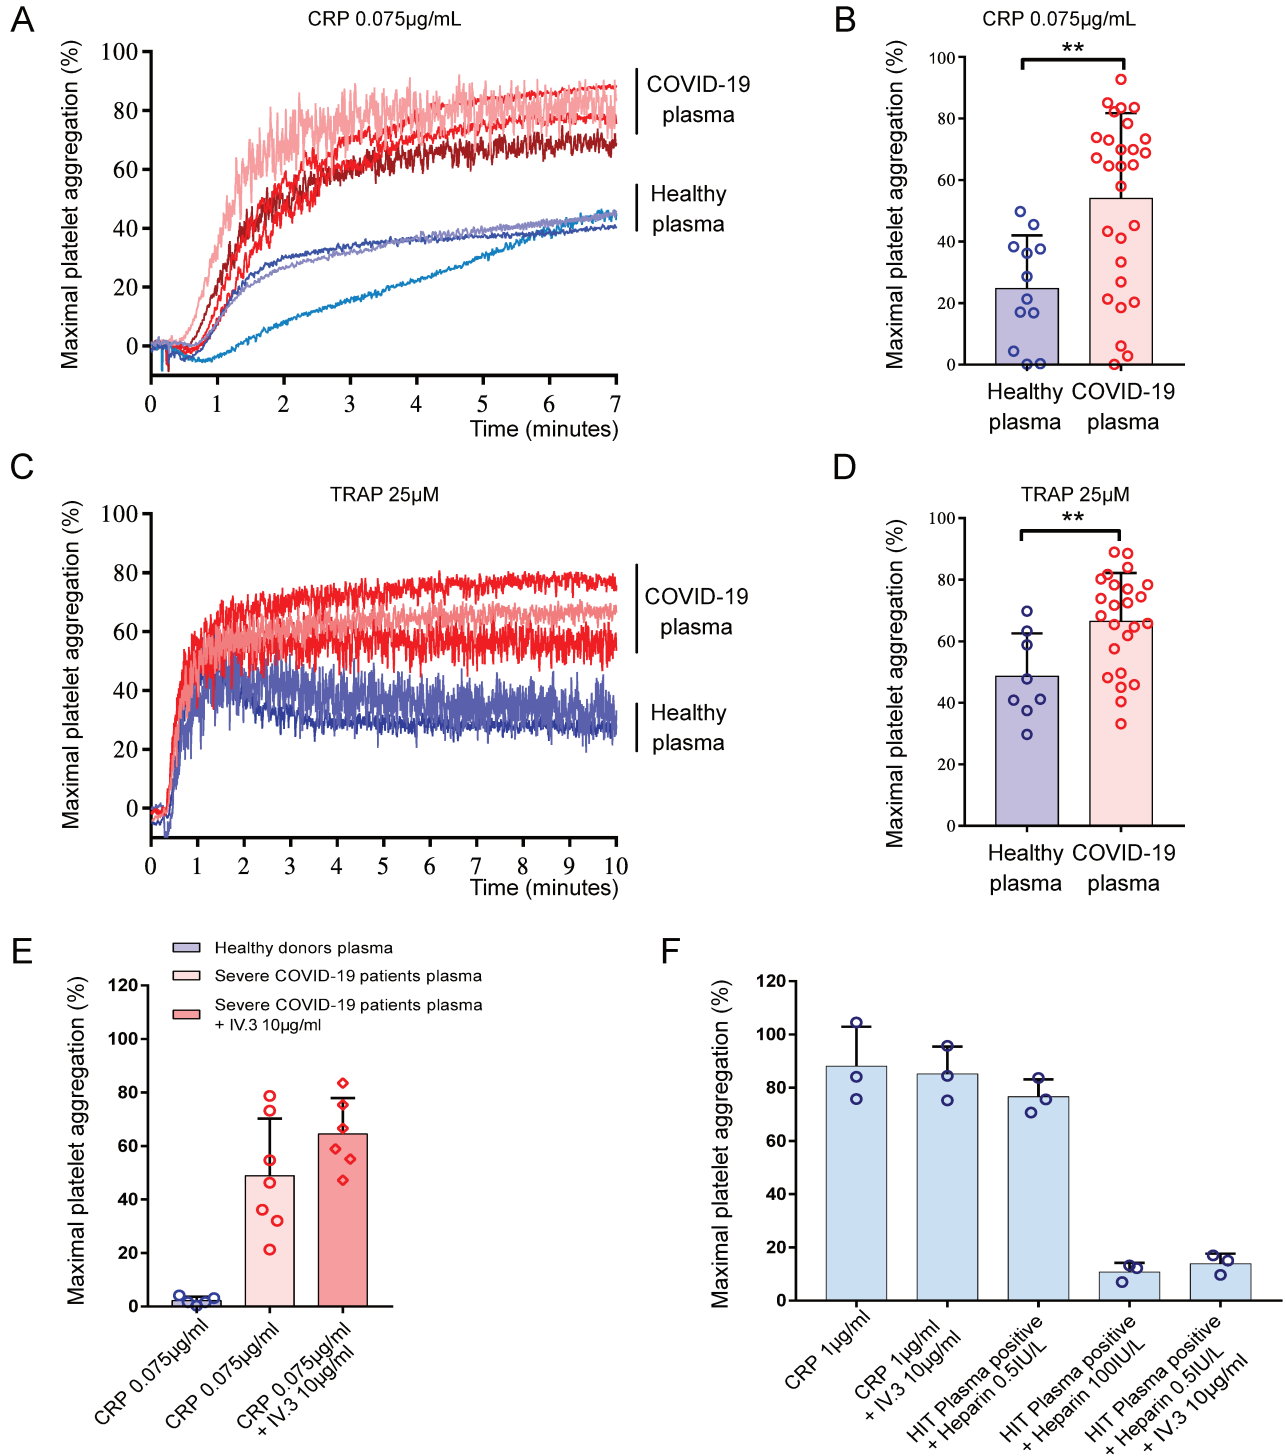 A
CRP 0.075µg/mL
Maximal platelet aggregation (%)
100
80
60
40
20
0
0 1 2 3 4 5 6 7
Time (minutes)
COVID-19
plasma
Healthy
plasma
B
CRP 0.075µg/mL
**
Maximal platelet aggregation (%)
100
80
60
40
20
0
Healthy COVID-19
plasma plasma
C
TRAP 25µM
Maximal platelet aggregation (%)
100
80
60
40
20
0
0 1 2 3 4 5 6 7 8 9 10
Time (minutes)
COVID-19
plasma
Healthy
plasma
D
TRAP 25µM
**
Maximal platelet aggregation (%)
100
80
60
40
20
0
Healthy COVID-19
plasma plasma
E
Healthy donors plasma
Severe COVID-19 patients plasma
Severe COVID-19 patients plasma
+ IV.3 10µg/ml
Maximal platelet aggregation (%)
120
100
80
60
40
20
0
CRP 0.075µg/ml
CRP 0.075µg/ml
CRP 0.075µg/ml
+ IV.3 10µg/ml
F
Maximal platelet aggregation (%)
120
100
80
60
40
20
0
CRP 1µg/ml
CRP 1µg/ml
+ IV.3 10µg/ml
HIT Plasma positive
+ Heparin 0.5IU/L
HIT Plasma positive
+ Heparin 100IU/L
HIT Plasma positive
+ Heparin 0.5IU/L
+ IV.3 10µg/ml